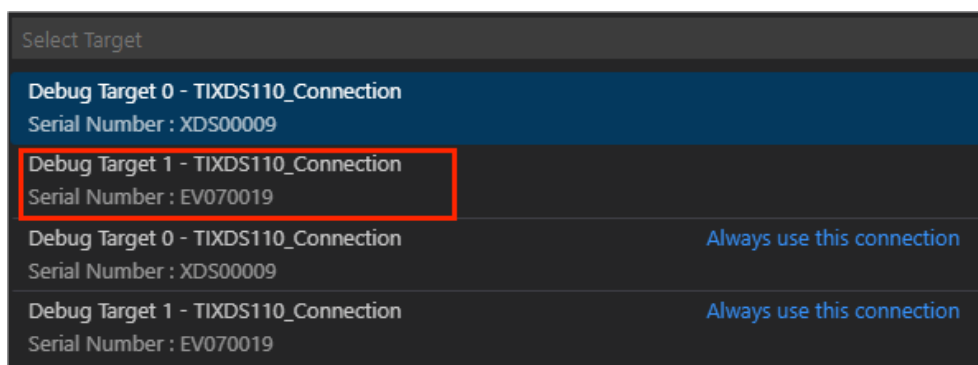 Select Target
Debug Target 0 - TIXDS110_Connection
Serial Number : XDS00009
Debug Target 1 - TIXDS110_Connection
Serial Number : EV070019
Debug Target 0 - TIXDS110_Connection Always use this connection
Serial Number : XDS00009
Debug Target 1 - TIXDS110_Connection Always use this connection
Serial Number : EV070019